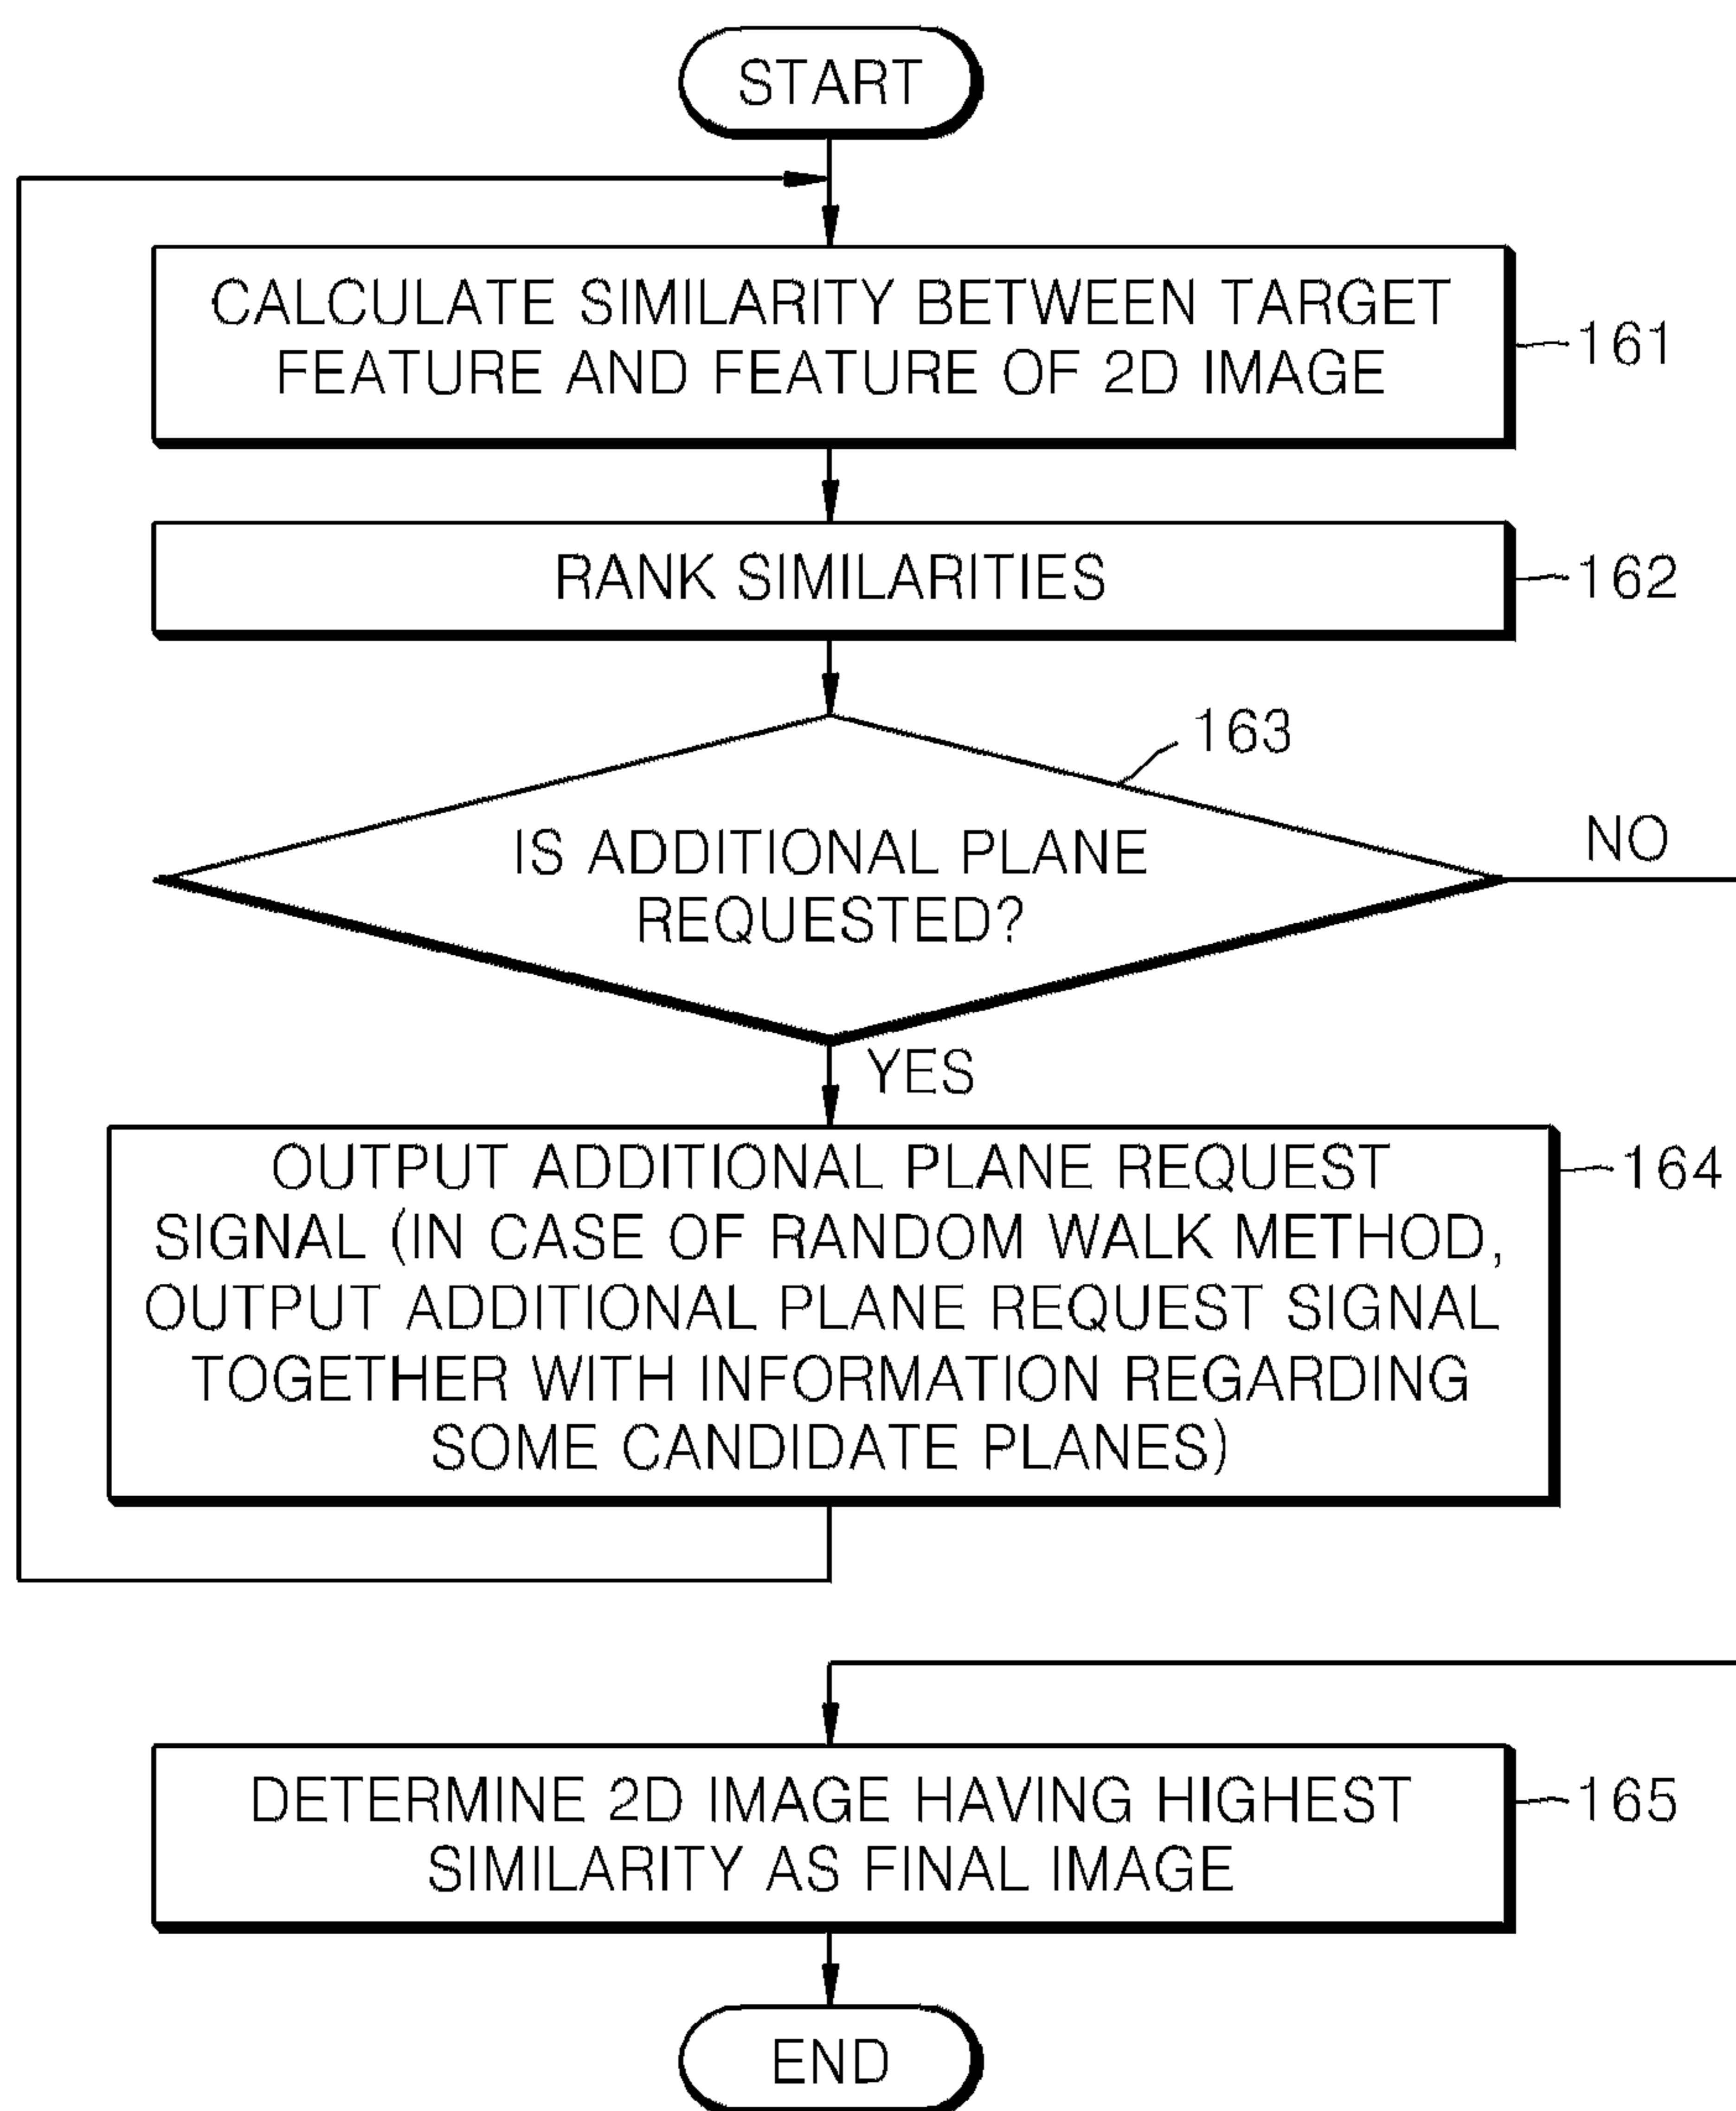 START
CALCULATE SIMILARITY BETWEEN TARGET
FEATURE AND FEATURE OF 2D IMAGE
161
RANK SIMILARITIES
162
163
IS ADDITIONAL PLANE
REQUESTED?
NO
YES
OUTPUT ADDITIONAL PLANE REQUEST
SIGNAL (IN CASE OF RANDOM WALK METHOD,
OUTPUT ADDITIONAL PLANE REQUEST SIGNAL
TOGETHER WITH INFORMATION REGARDING
SOME CANDIDATE PLANES)
164
DETERMINE 2D IMAGE HAVING HIGHEST
SIMILARITY AS FINAL IMAGE
165
END